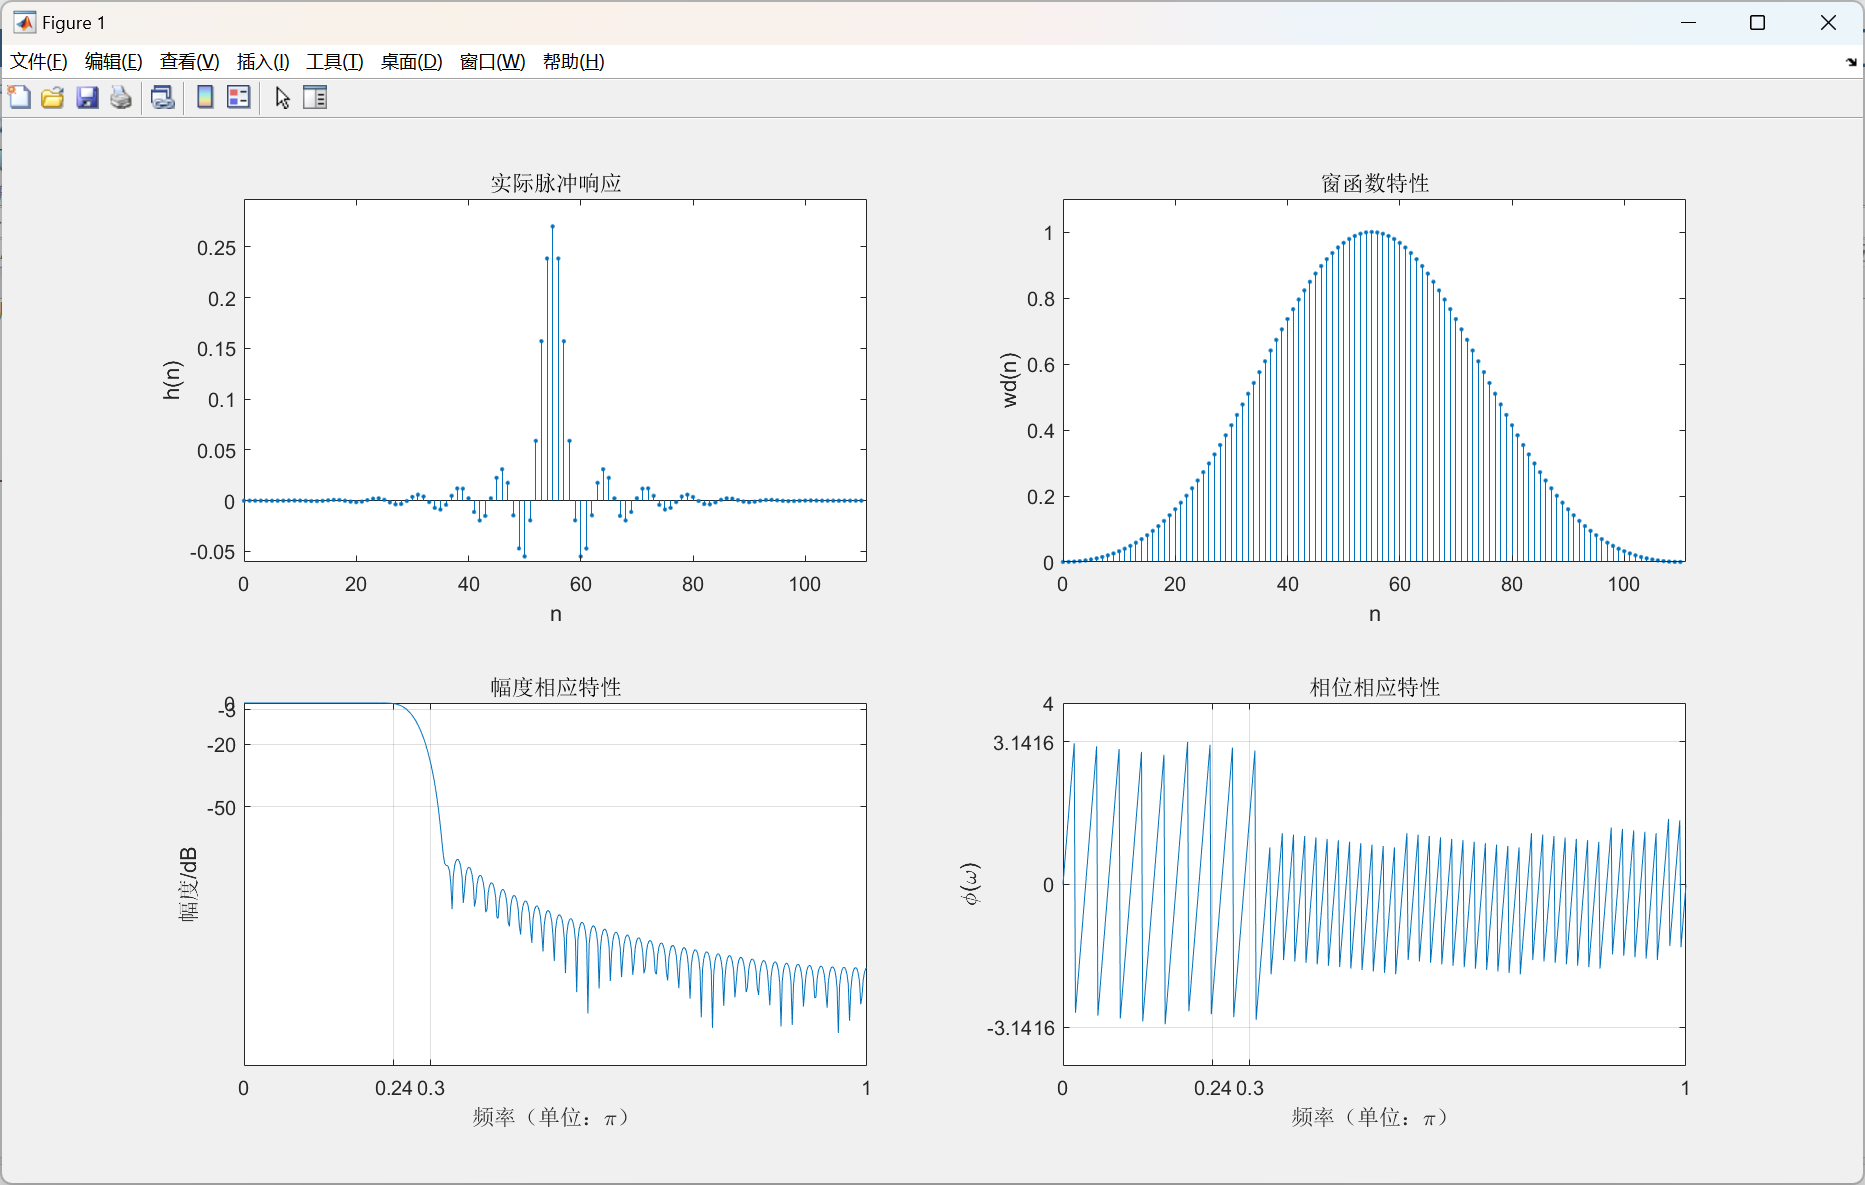 Figure 1
文件(F) 编辑(E) 查看(V) 插入(I) 工具(T) 桌面(D) 窗口(W) 帮助(H)
实际脉冲响应
h(n)
0.25
0.2
0.15
0.1
0.05
0
-0.05
0 20 40 60 80 100
n
窗函数特性
wd(n)
1
0.8
0.6
0.4
0.2
0
0 20 40 60 80 100
n
幅度相应特性
幅度/dB
0
-3
-20
-50
0 0.24 0.3 1
频率（单位：π）
相位相应特性
ϕ(ω)
4
3.1416
0
-3.1416
0 0.24 0.3 1
频率（单位：π）